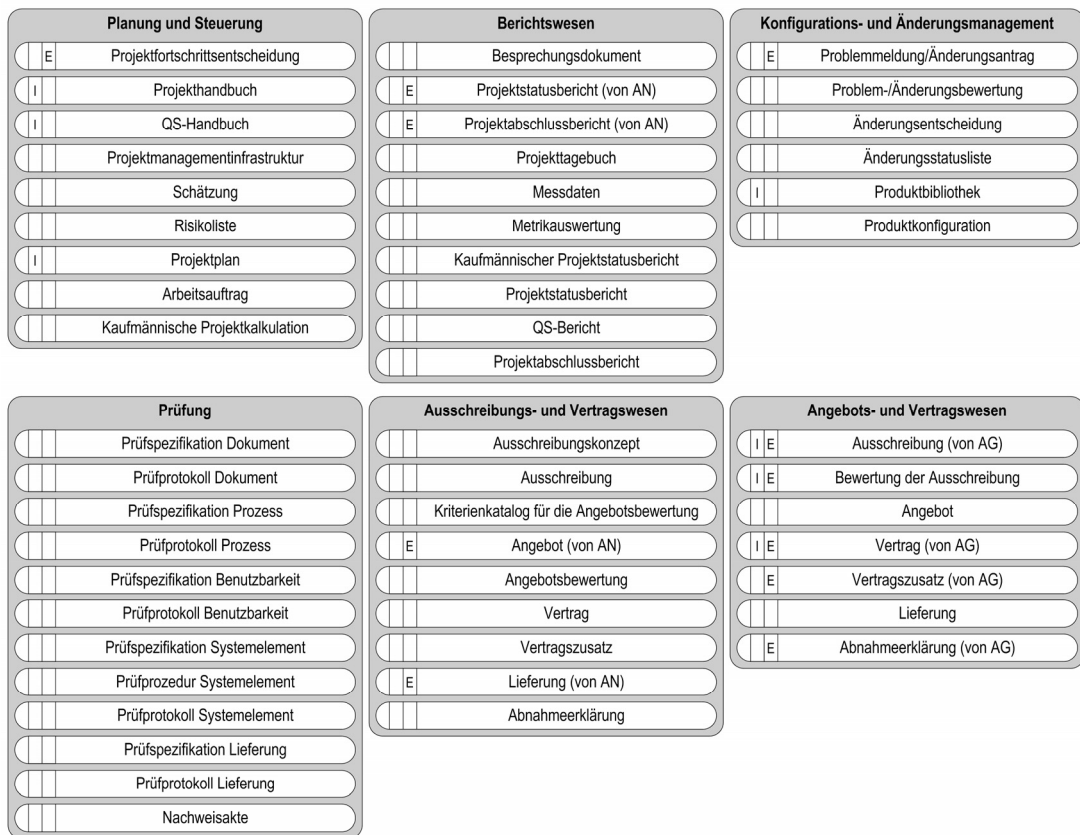 Planung und Steuerung
E Projektfortschrittsentscheidung
I Projekthandbuch
I QS-Handbuch
Projektmanagementinfrastruktur
Schätzung
Risikoliste
I Projektplan
Arbeitsauftrag
Kaufmännische Projektkalkulation
Berichtswesen
Besprechungsdokument
E Projektstatusbericht (von AN)
E Projektabschlussbericht (von AN)
Projekttagebuch
Messdaten
Metrikauswertung
Kaufmännischer Projektstatusbericht
Projektstatusbericht
QS-Bericht
Projektabschlussbericht
Konfigurations- und Änderungsmanagement
E Problemmeldung/Änderungsantrag
Problem-/Änderungsbewertung
Änderungsentscheidung
Änderungsstatusliste
I Produktbibliothek
Produktkonfiguration
Prüfung
Prüfspezifikation Dokument
Prüfprotokoll Dokument
Prüfspezifikation Prozess
Prüfprotokoll Prozess
Prüfspezifikation Benutzbarkeit
Prüfprotokoll Benutzbarkeit
Prüfspezifikation Systemelement
Prüfprozedur Systemelement
Prüfprotokoll Systemelement
Prüfspezifikation Lieferung
Prüfprotokoll Lieferung
Nachweisakte
Ausschreibungs- und Vertragswesen
Ausschreibungskonzept
Ausschreibung
Kriterienkatalog für die Angebotsbewertung
E Angebot (von AN)
Angebotsbewertung
Vertrag
Vertragszusatz
E Lieferung (von AN)
Abnahmeerklärung
Angebots- und Vertragswesen
I E Ausschreibung (von AG)
I E Bewertung der Ausschreibung
Angebot
I E Vertrag (von AG)
E Vertragszusatz (von AG)
Lieferung
E Abnahmeerklärung (von AG)